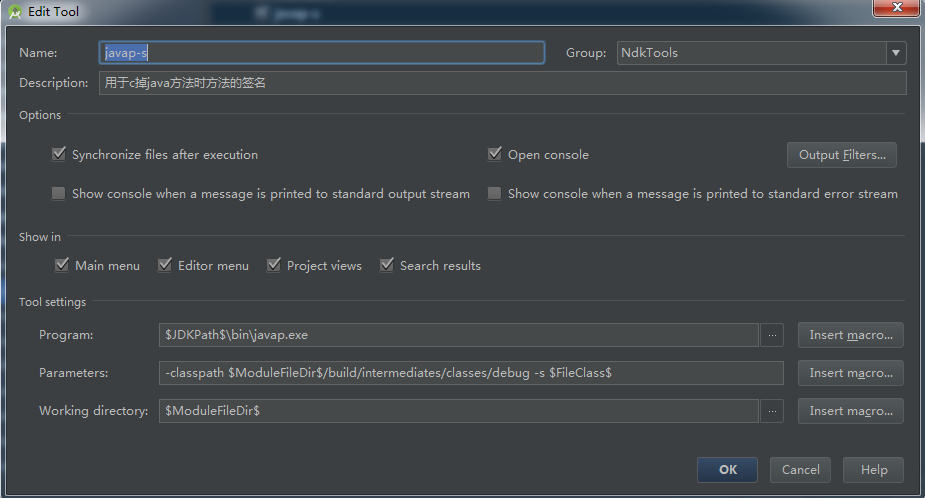 Edit Tool
Name: javap-s Group: NdkTools
Description: 用于c掉java方法时方法的签名
Options
Synchronize files after execution Open console Output Filters...
Show console when a message is printed to standard output stream Show console when a message is printed to standard error stream
Show in
Main menu Editor menu Project views Search results
Tool settings
Program: $JDKPath$\bin\javap.exe ... Insert macro...
Parameters: -classpath $ModuleFileDir$/build/intermediates/classes/debug -s $FileClass$ Insert macro...
Working directory: $ModuleFileDir$ ... Insert macro...
OK Cancel Help